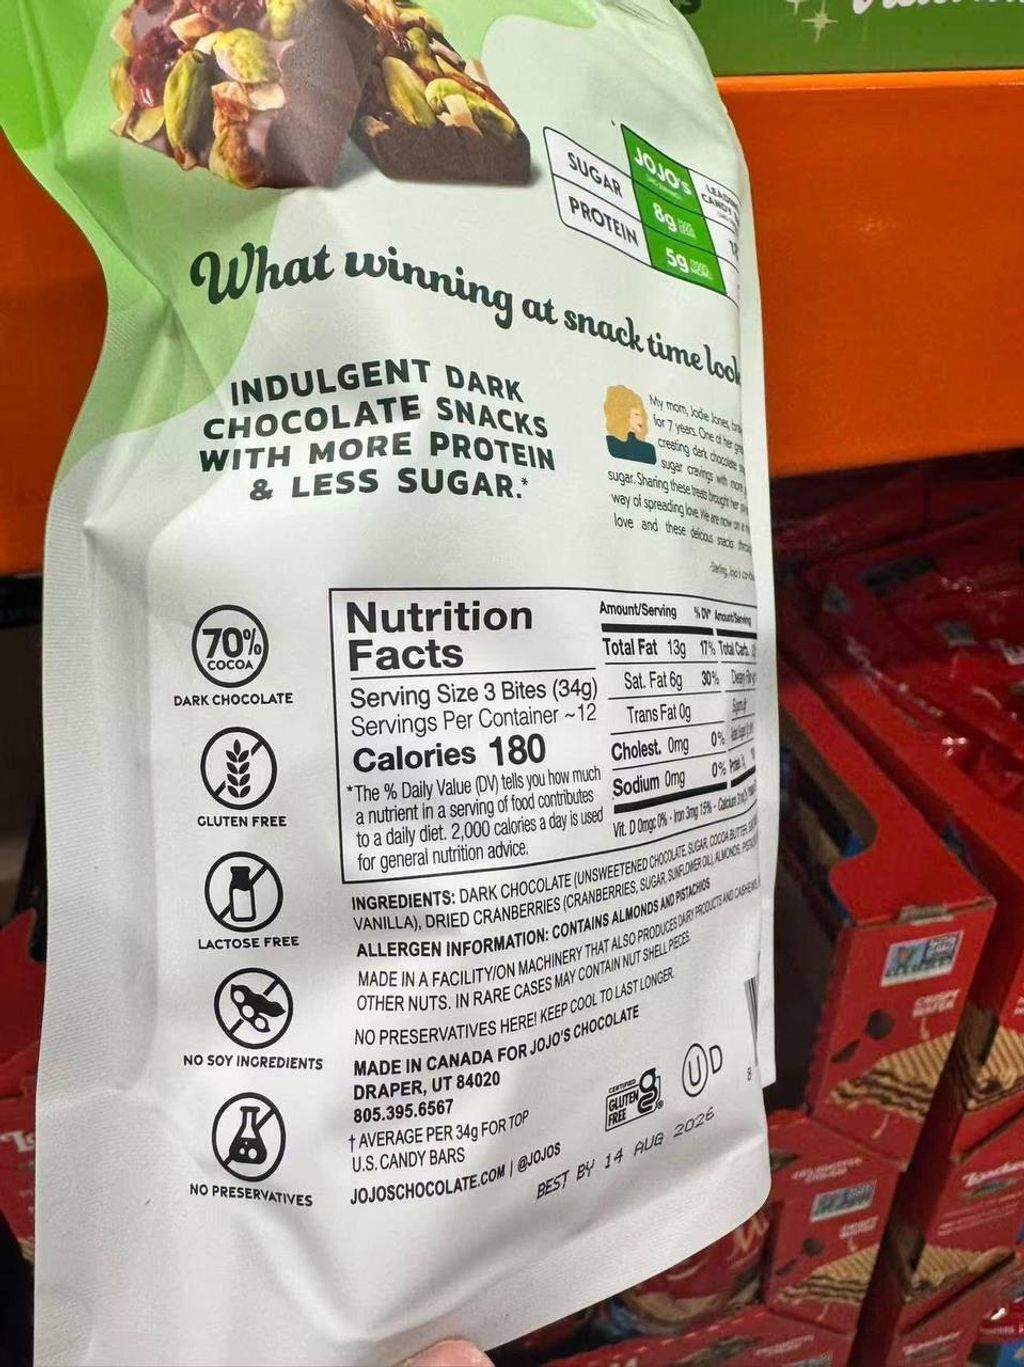 JOJO'S
SUGAR 8g
PROTEIN 5g
What winning at snack time look
INDULGENT DARK
CHOCOLATE SNACKS
WITH MORE PROTEIN
& LESS SUGAR.*
My mom, Jodie Jones,
for 7 years. One of her
creating dark chocolate
sugar cravings with more
sugar. Sharing these treats brought her
way of spreading love. We are now on a
love and these delicious snacks
70%
COCOA
DARK CHOCOLATE
GLUTEN FREE
LACTOSE FREE
NO SOY INGREDIENTS
NO PRESERVATIVES
Nutrition
Facts
Serving Size 3 Bites (34g)
Servings Per Container ~12
Calories 180
*The % Daily Value (DV) tells you how much
a nutrient in a serving of food contributes
to a daily diet. 2,000 calories a day is used
for general nutrition advice.
Amount/Serving %DV* Amount/Serving
Total Fat 13g 17% Total Carb.
Sat. Fat 6g 30%
Trans Fat 0g
Cholest. 0mg 0%
Sodium 0mg 0%
Vit. D 0mcg 0% • Iron 3mg 15% • Calcium
INGREDIENTS: DARK CHOCOLATE (UNSWEETENED CHOCOLATE, SUGAR, COCOA BUTTER,
VANILLA), DRIED CRANBERRIES (CRANBERRIES, SUGAR, SUNFLOWER OIL), ALMONDS,
ALLERGEN INFORMATION: CONTAINS ALMONDS AND PISTACHIOS
MADE IN A FACILITY/ON MACHINERY THAT ALSO PRODUCES DAIRY PRODUCTS AND CASHEWS,
OTHER NUTS. IN RARE CASES MAY CONTAIN NUT SHELL PIECES.
NO PRESERVATIVES HERE! KEEP COOL TO LAST LONGER.
MADE IN CANADA FOR JOJO'S CHOCOLATE
DRAPER, UT 84020
805.395.6567
† AVERAGE PER 34g FOR TOP
U.S. CANDY BARS
JOJOSCHOCOLATE.COM | @JOJOS
CERTIFIED
GLUTEN
FREE
U D
8
BEST BY 14 AUG 2026